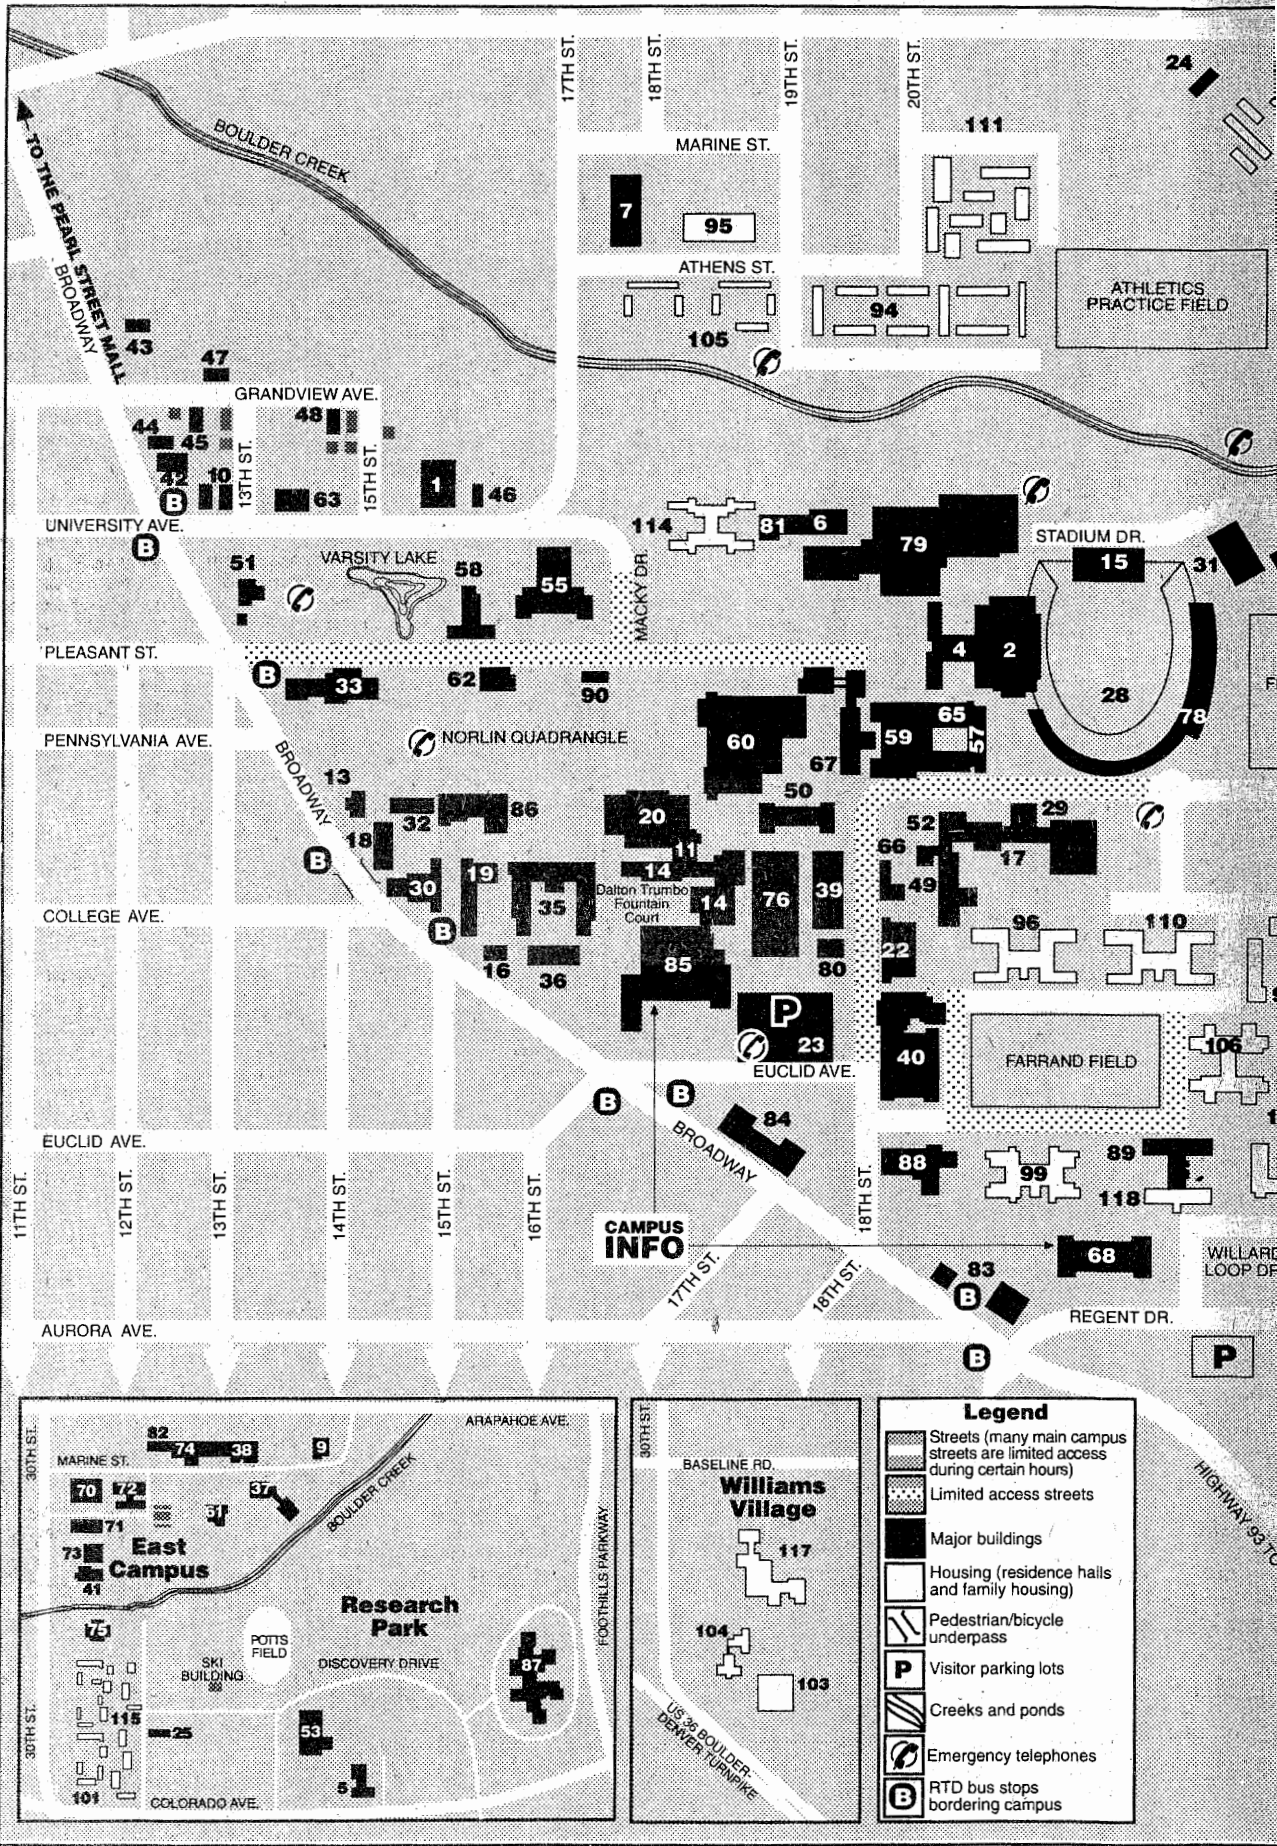 17TH ST.
18TH ST.
19TH ST.
20TH ST.
24
111
BOULDER CREEK
MARINE ST.
TO THE PEARL STREET MALL
BROADWAY
7
95
ATHENS ST.
ATHLETICS
PRACTICE FIELD
94
105
43
47
GRANDVIEW AVE.
44
45
48
42
10
13TH ST.
63
15TH ST.
1
46
B
UNIVERSITY AVE.
B
114
81
6
79
STADIUM DR.
15
31
51
VARSITY LAKE
58
55
MACKY DR.
PLEASANT ST.
4
2
B
33
62
90
28
78
PENNSYLVANIA AVE.
NORLIN QUADRANGLE
60
67
59
65
57
BROADWAY
13
32
86
50
20
52
29
18
11
66
17
B
30
19
14
35
Dalton Trumbo
Fountain
Court
14
76
39
49
COLLEGE AVE.
B
96
110
16
36
85
80
22
P
23
40
FARRAND FIELD
106
EUCLID AVE.
B
B
84
BROADWAY
EUCLID AVE.
88
99
89
118
11TH ST.
12TH ST.
13TH ST.
14TH ST.
15TH ST.
16TH ST.
18TH ST.
CAMPUS
INFO
68
WILLARD
LOOP DR
17TH ST.
18TH ST.
83
B
REGENT DR.
AURORA AVE.
B
P
HIGHWAY 93 TO
30TH ST.
ARAPAHOE AVE.
82
74
38
9
MARINE ST.
70
72
37
61
BOULDER CREEK
71
73
East
Campus
41
75
Research
Park
FOOTHILLS PARKWAY
POTTS
FIELD
SKI
BUILDING
DISCOVERY DRIVE
87
30TH ST.
115
25
53
5
101
COLORADO AVE.
30TH ST.
BASELINE RD.
Williams
Village
117
104
103
US 36 BOULDER-
DENVER TURNPIKE
Legend
Streets (many main campus
streets are limited access
during certain hours)
Limited access streets
Major buildings
Housing (residence halls
and family housing)
Pedestrian/bicycle
underpass
P Visitor parking lots
Creeks and ponds
Emergency telephones
B RTD bus stops
bordering campus